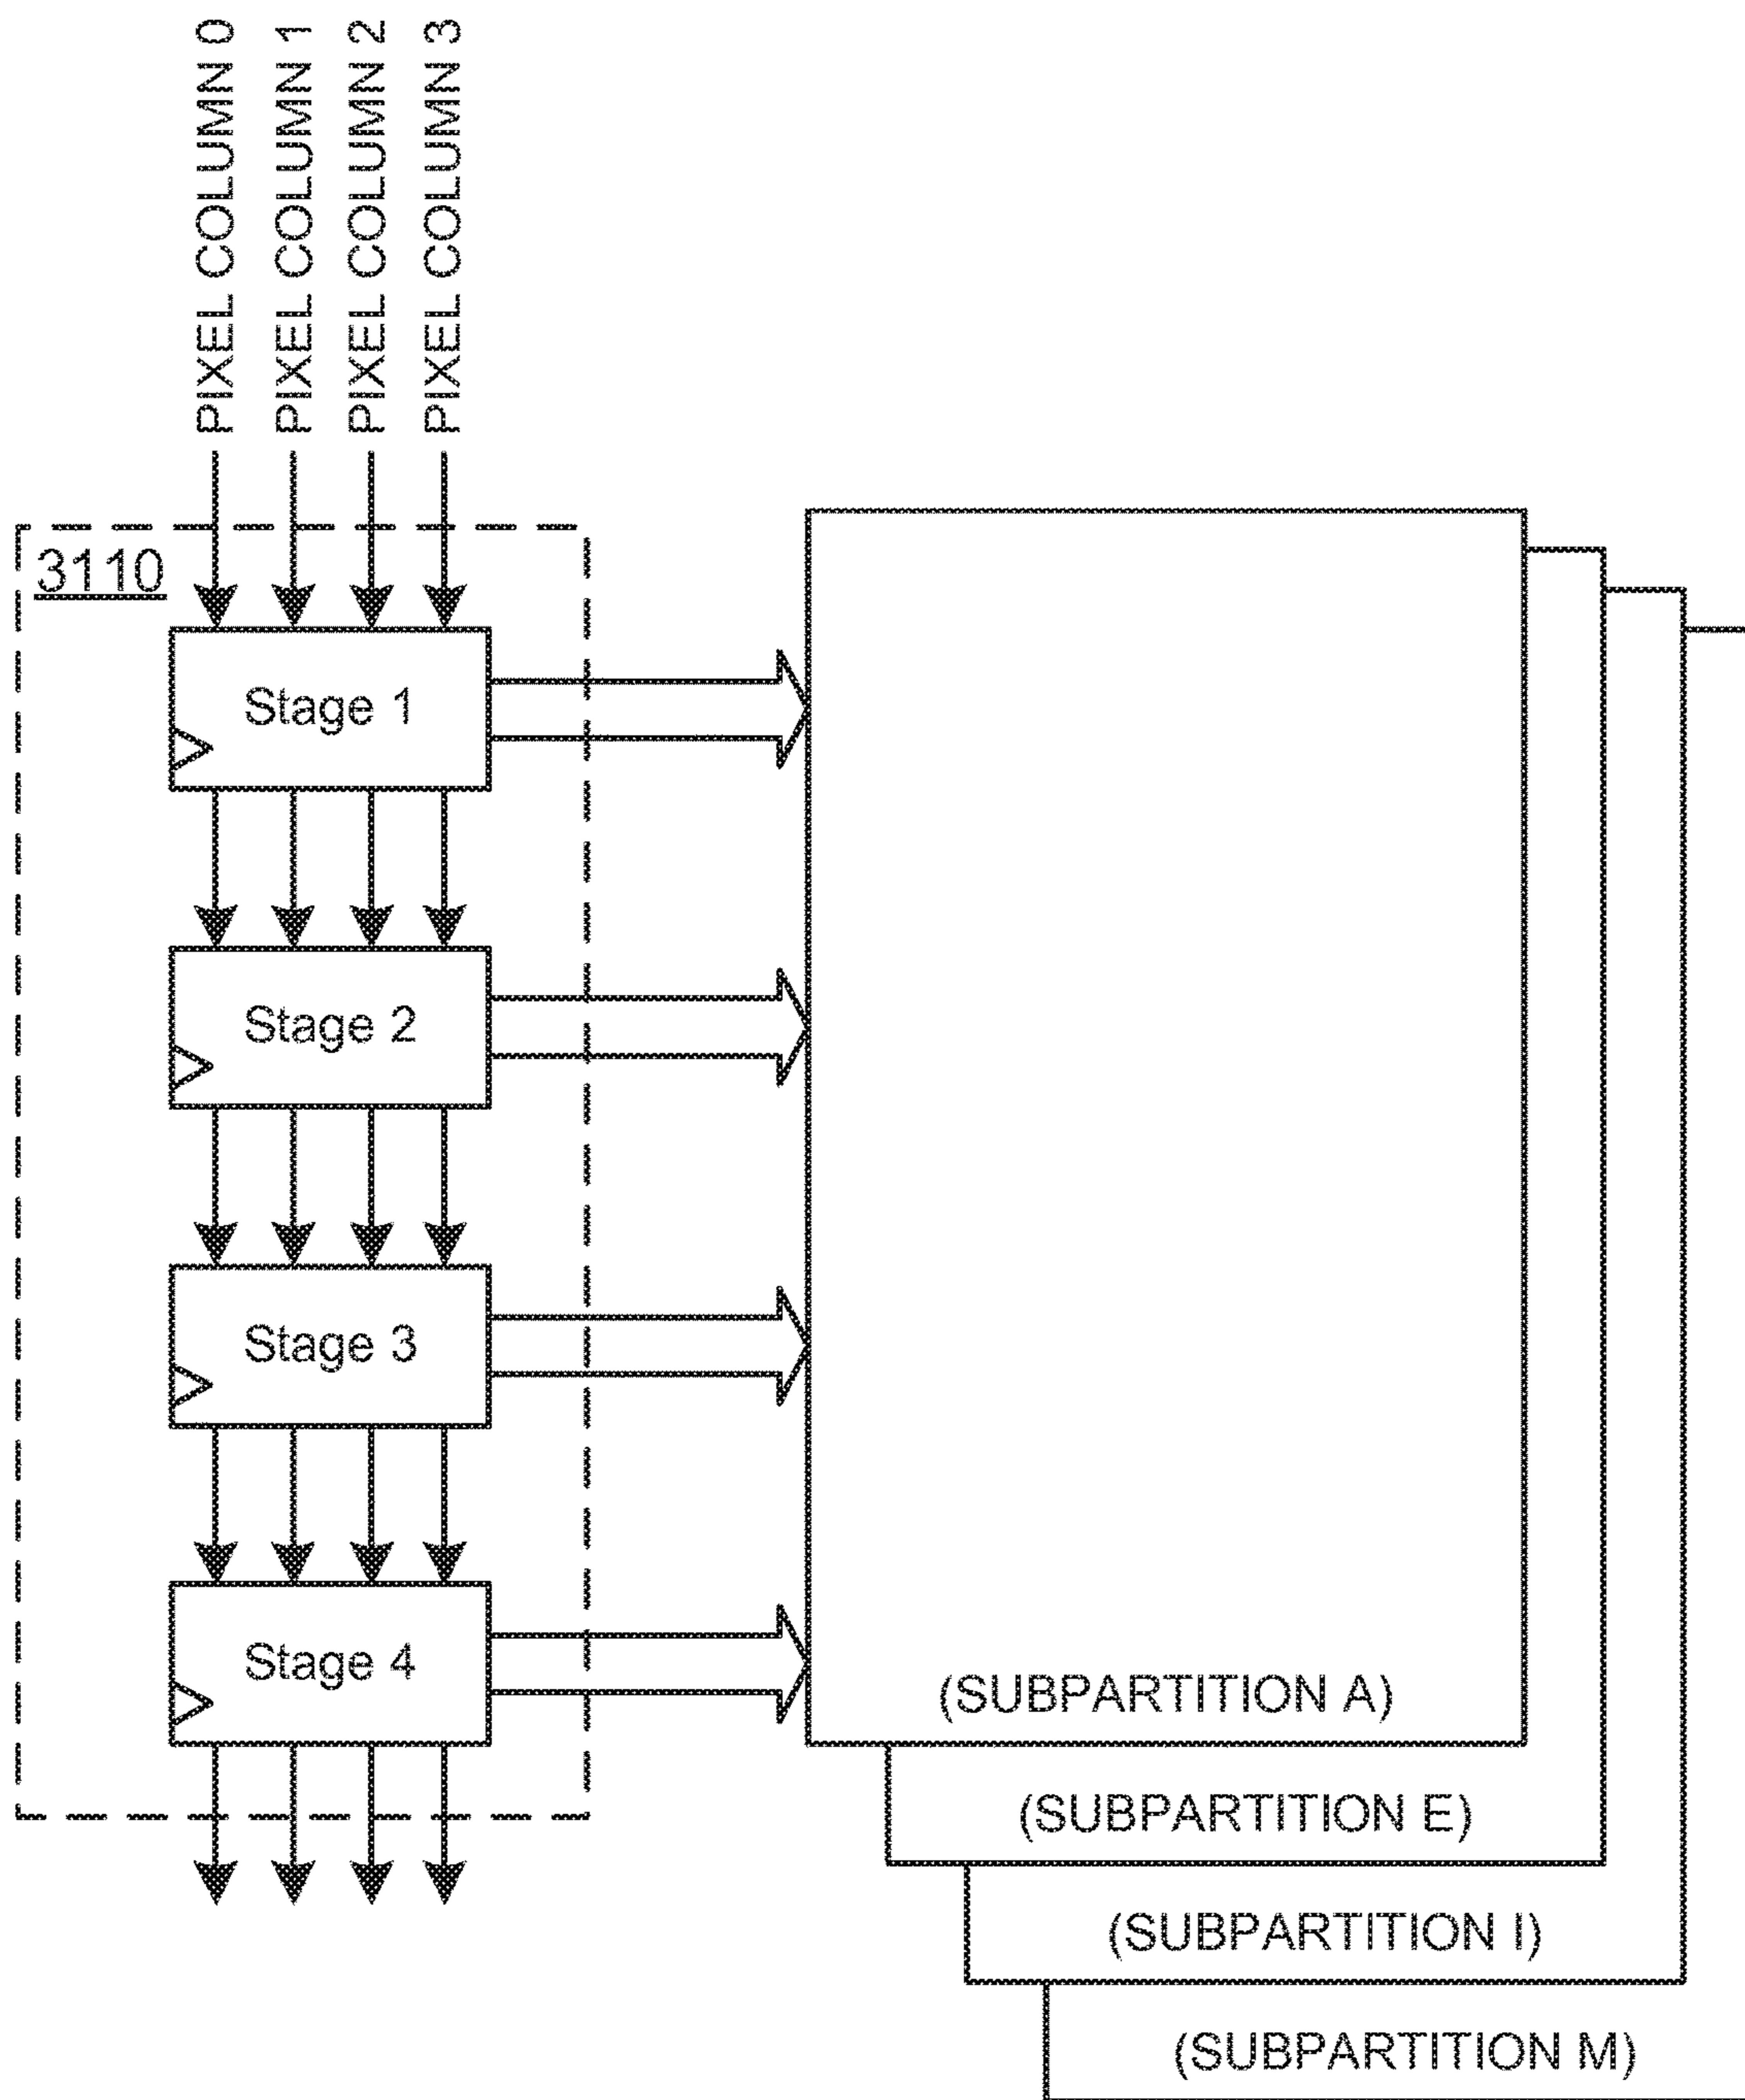 PIXEL COLUMN 0
PIXEL COLUMN 1
PIXEL COLUMN 2
PIXEL COLUMN 3
3110
Stage 1
Stage 2
Stage 3
Stage 4
(SUBPARTITION A)
(SUBPARTITION E)
(SUBPARTITION I)
(SUBPARTITION M)